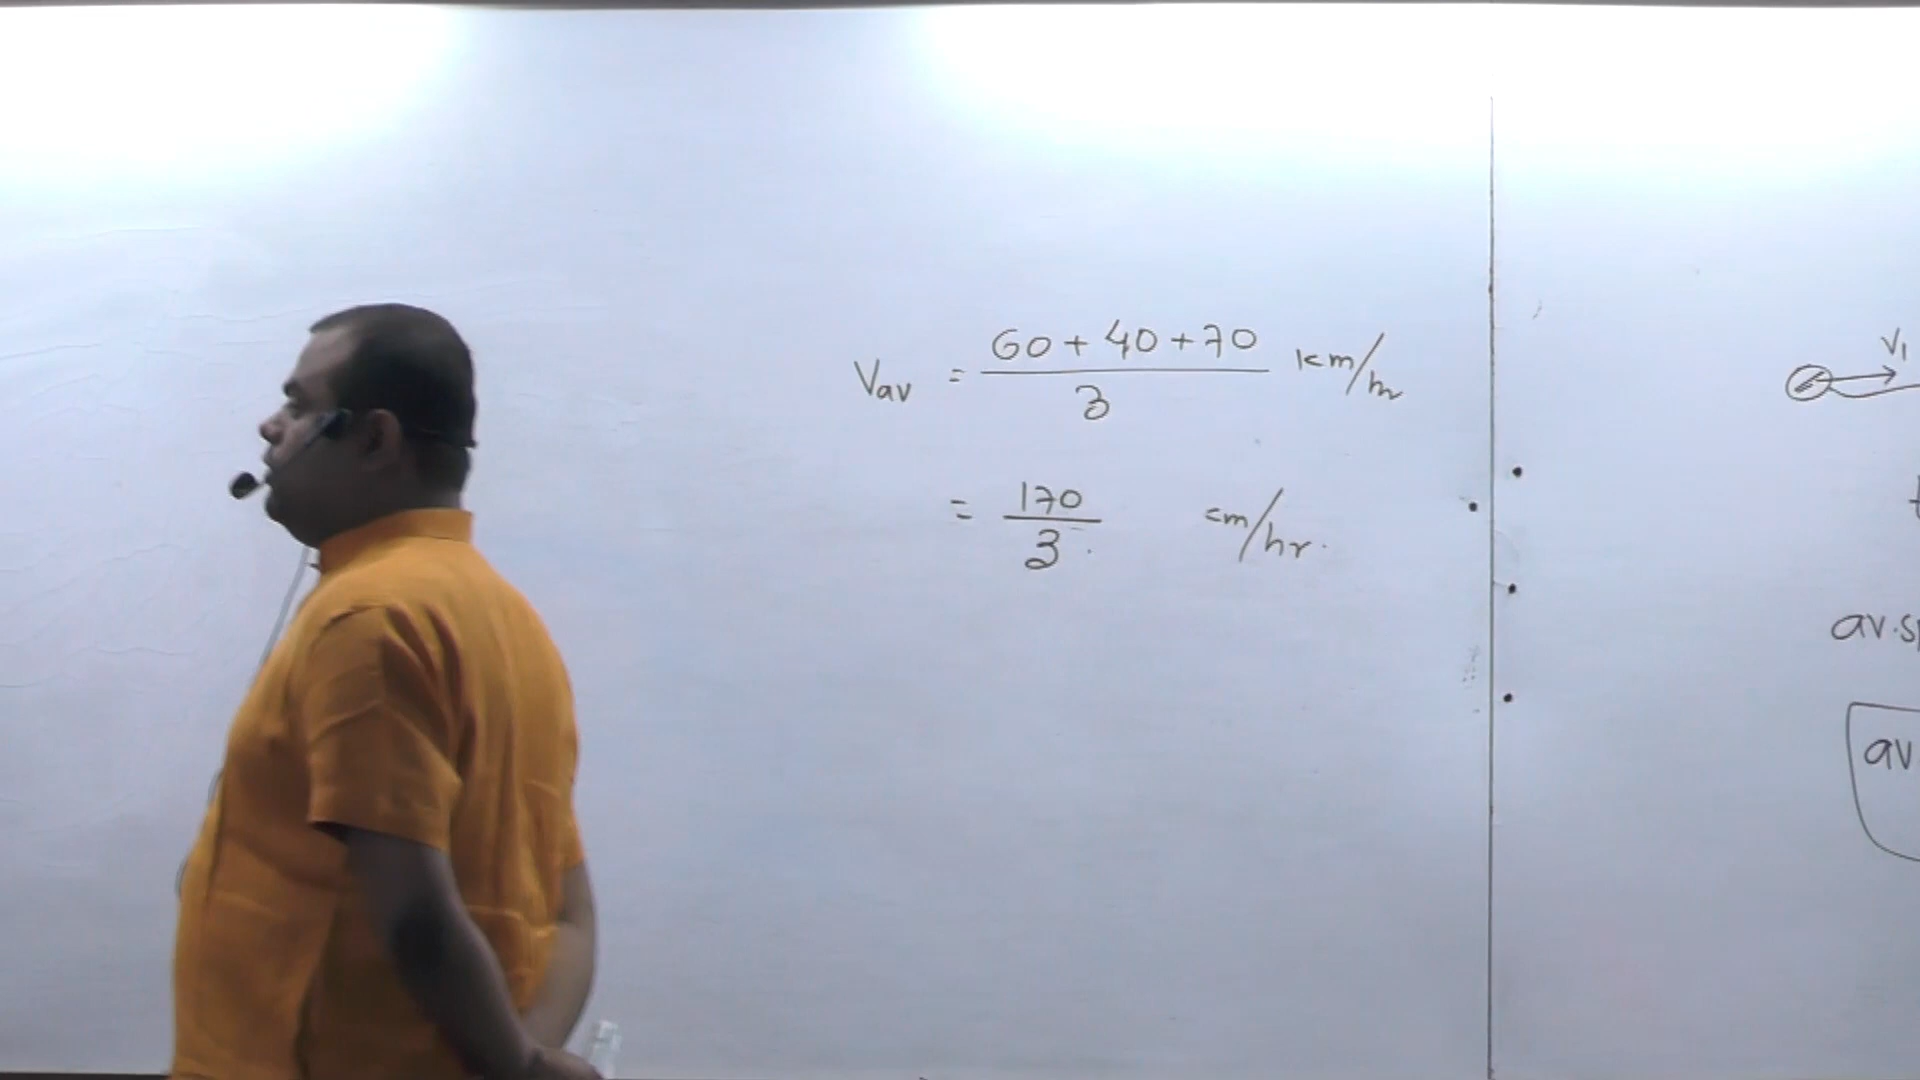 Vav = (60 + 40 + 70)/3 km/hr
= 170/3 cm/hr.
V1
av.
av